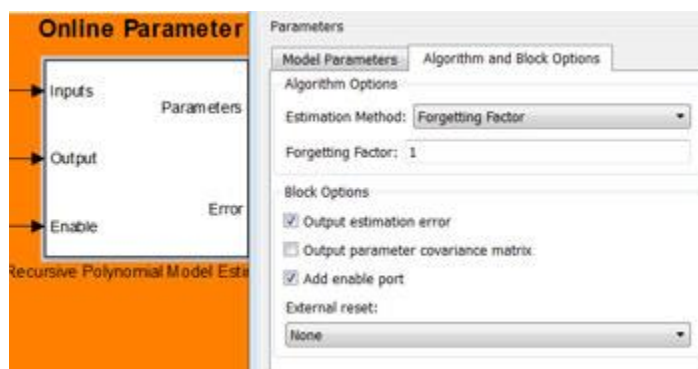 Online Parameter
Inputs
Parameters
Output
Error
Enable
Recursive Polynomial Model Esti
Parameters
Model Parameters
Algorithm and Block Options
Algorithm Options
Estimation Method: Forgetting Factor
Forgetting Factor: 1
Block Options
Output estimation error
Output parameter covariance matrix
Add enable port
External reset:
None